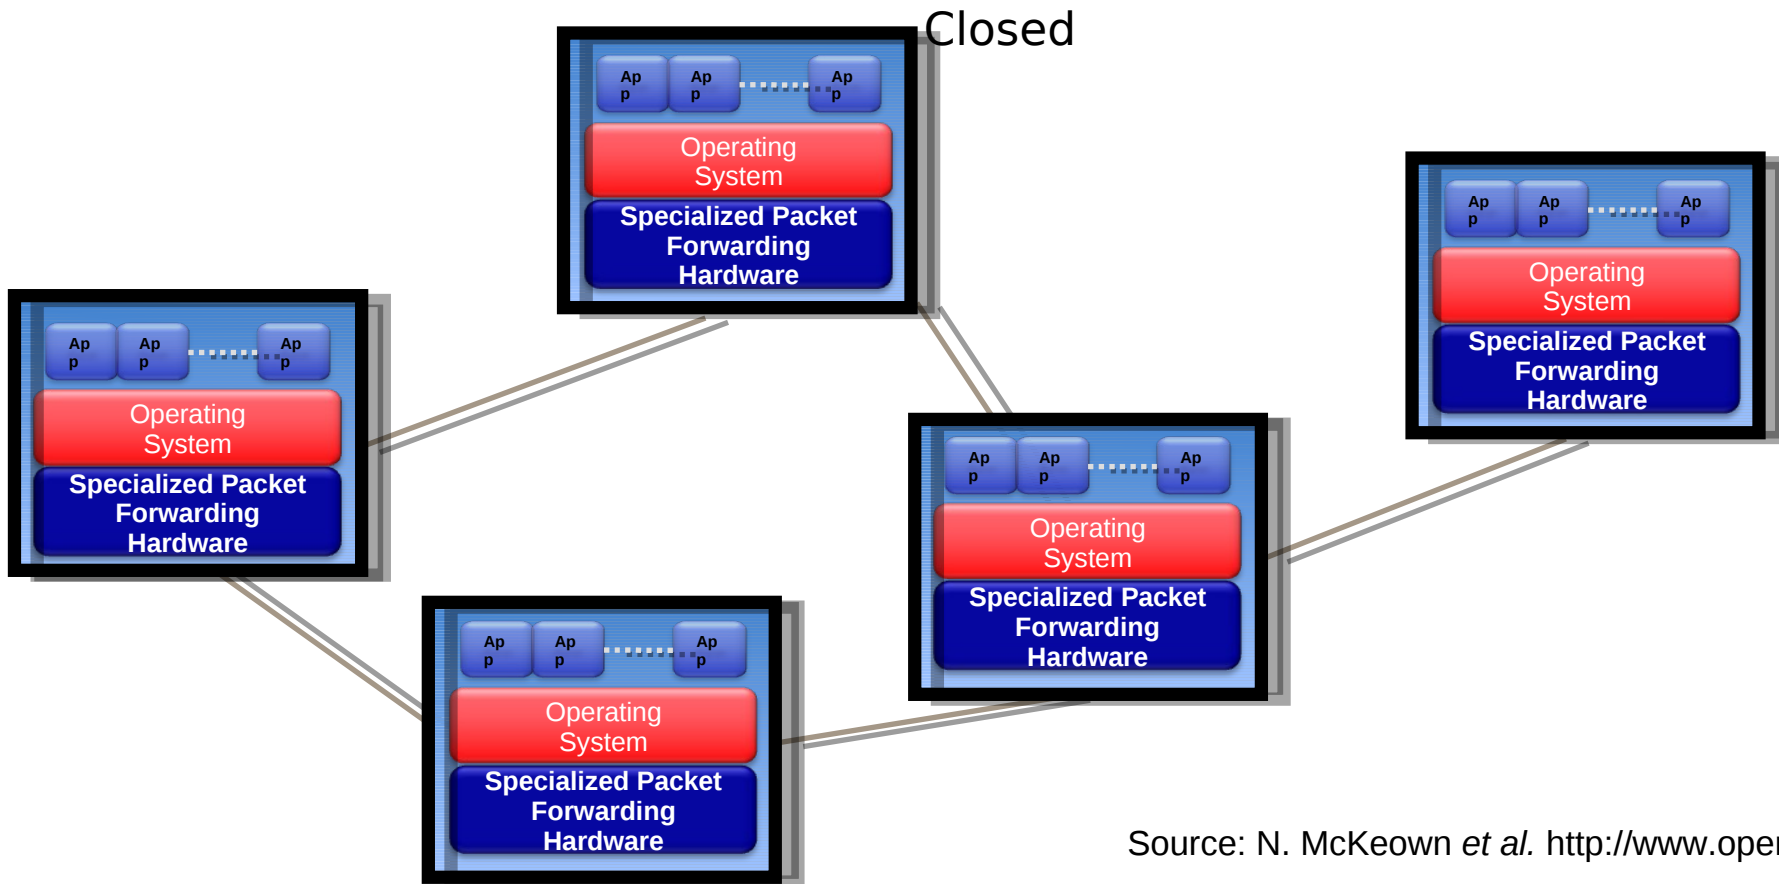 Closed
Ap
p
Ap
p
Ap
p
Operating
System
Specialized Packet
Forwarding
Hardware
Ap
p
Ap
p
Ap
p
Operating
System
Specialized Packet
Forwarding
Hardware
Ap
p
Ap
p
Ap
p
Operating
System
Specialized Packet
Forwarding
Hardware
Ap
p
Ap
p
Ap
p
Operating
System
Specialized Packet
Forwarding
Hardware
Ap
p
Ap
p
Ap
p
Operating
System
Specialized Packet
Forwarding
Hardware
Source: N. McKeown et al. http://www.oper